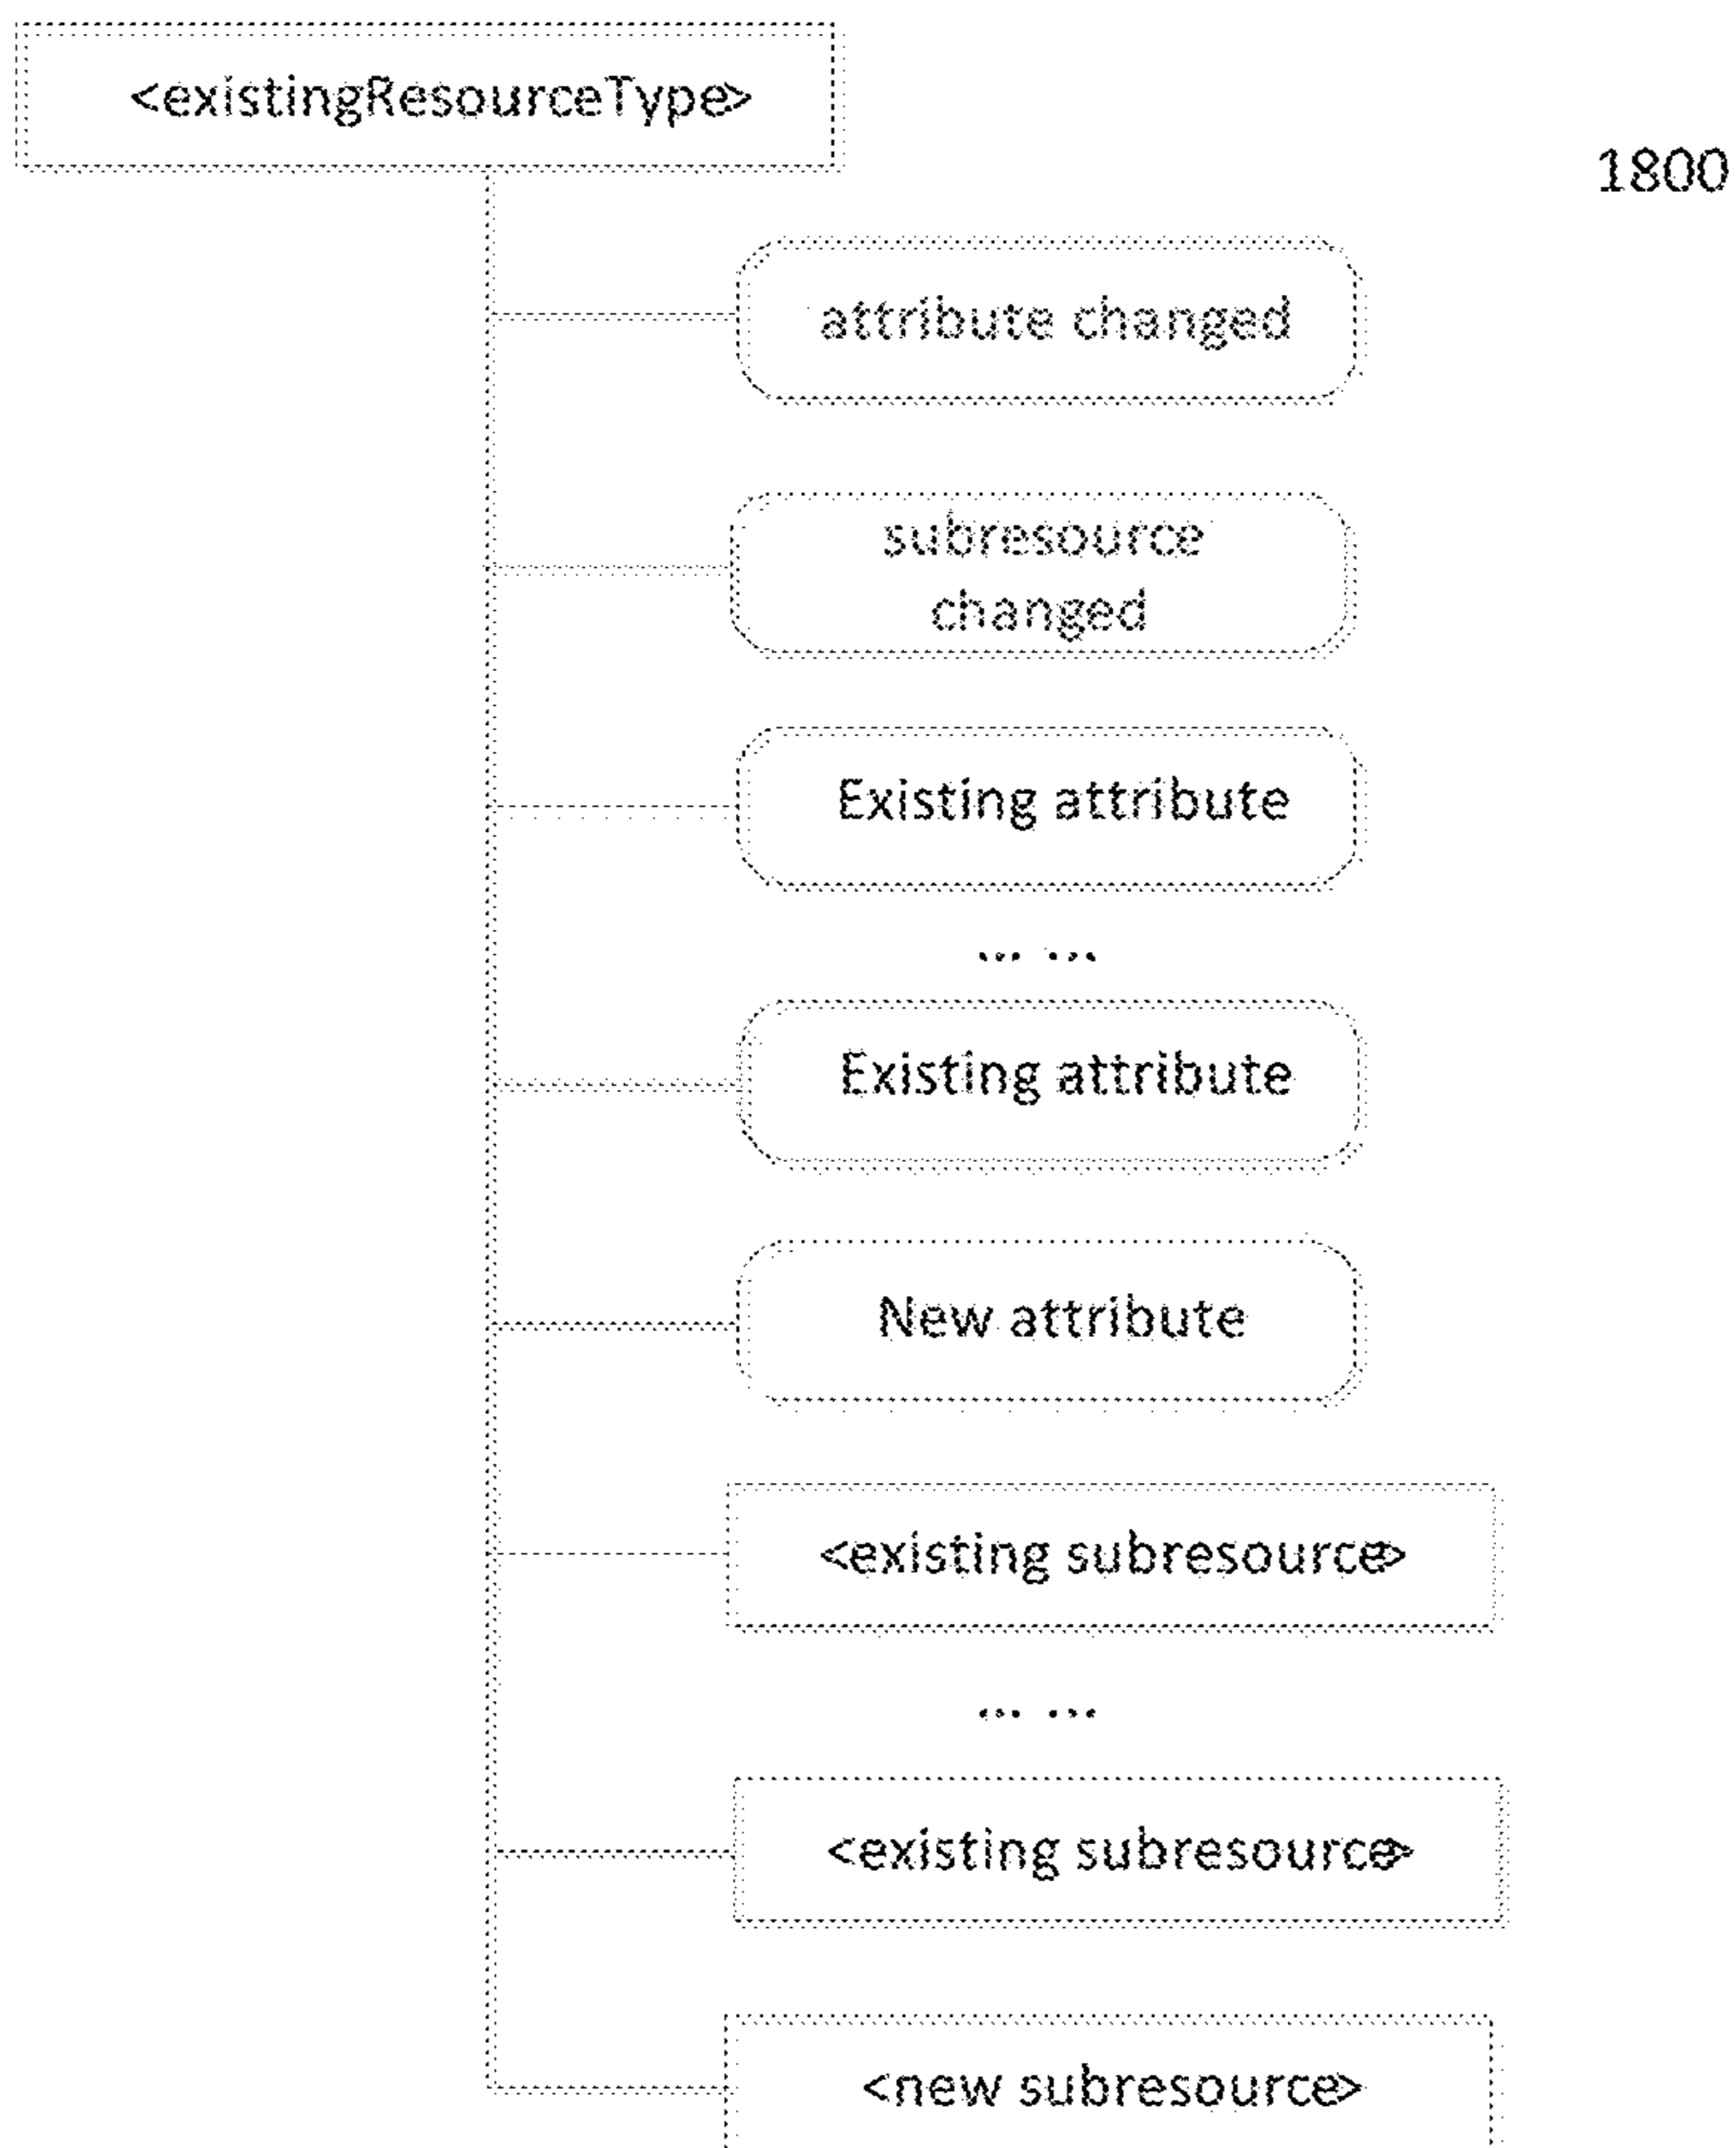 <existingResourceType>
1800
attribute changed
subresource
changed
Existing attribute
... ...
Existing attribute
New attribute
<existing subresource>
... ...
<existing subresource>
<new subresource>